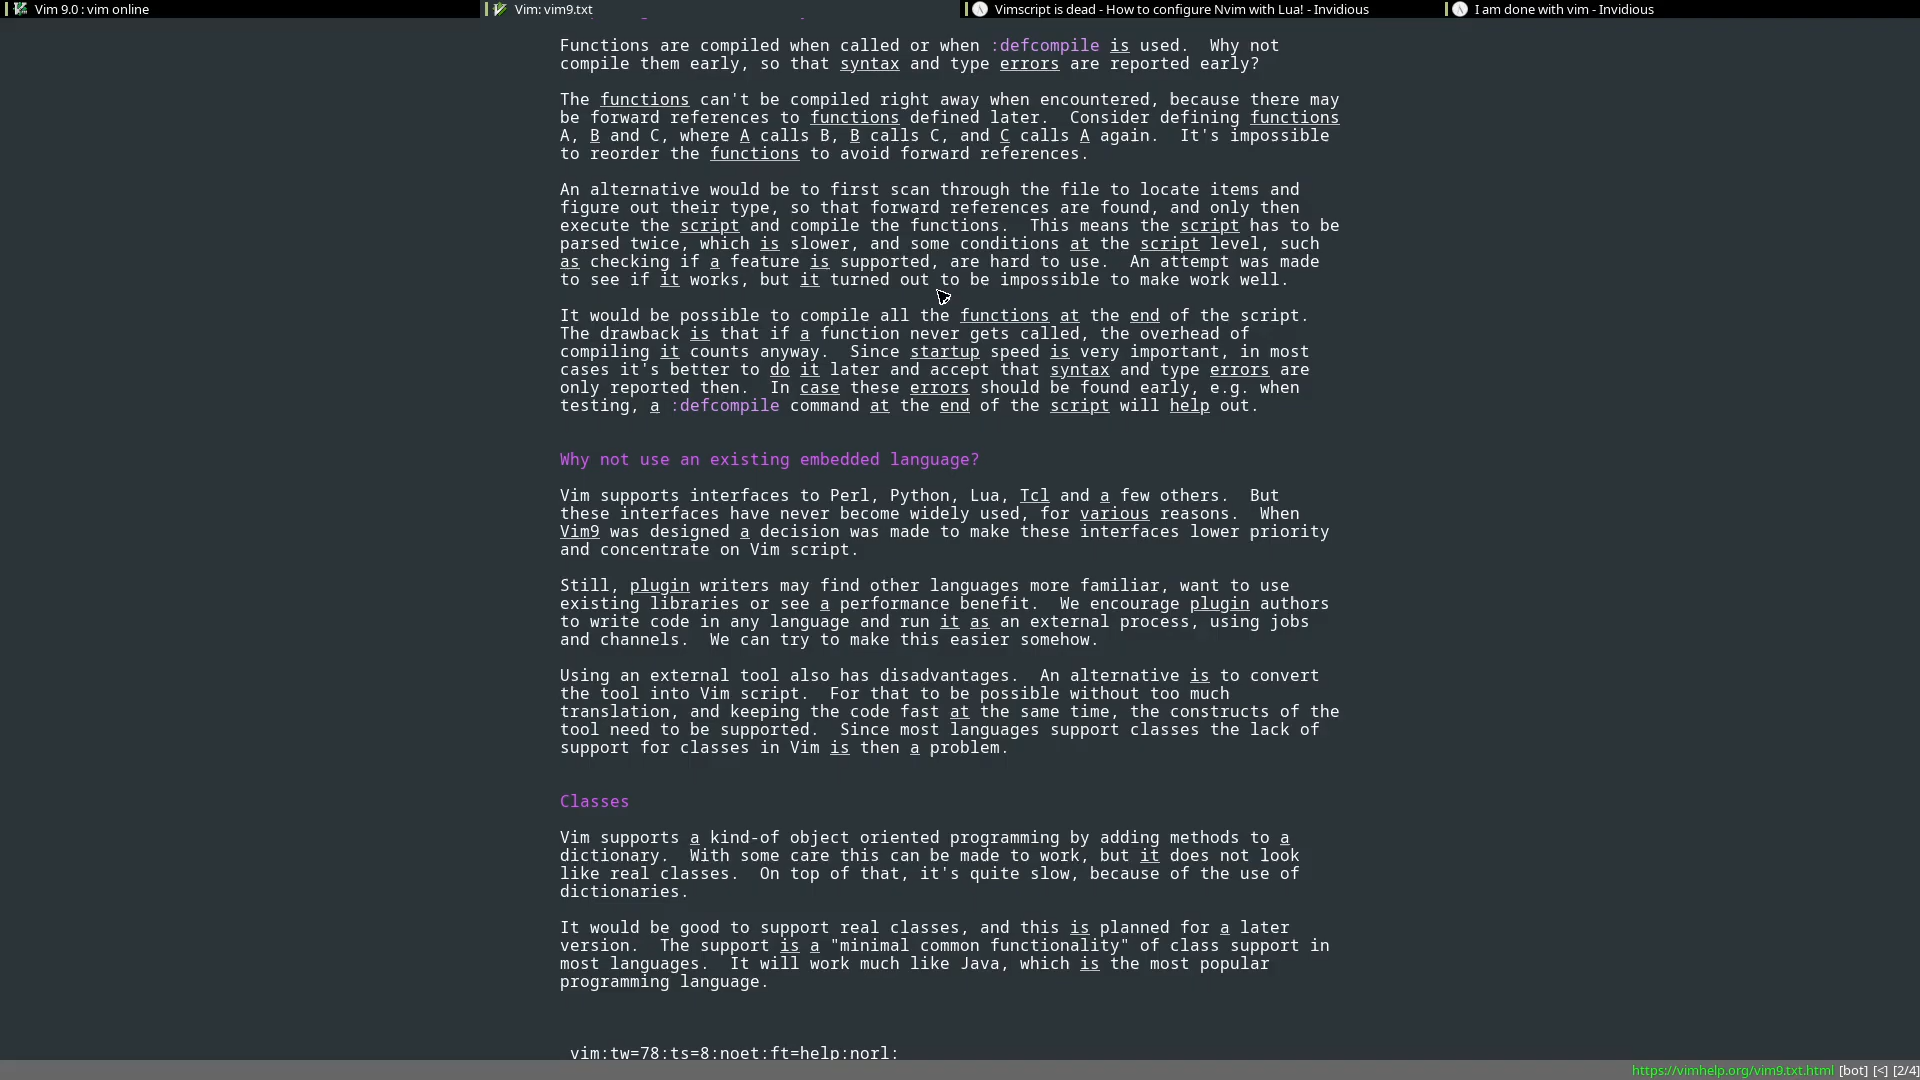 Vim 9.0 : vim online
Vim: vim9.txt
Vimscript is dead - How to configure Nvim with Lua! - Invidious
I am done with vim - Invidious
Functions are compiled when called or when :defcompile is used.  Why not
compile them early, so that syntax and type errors are reported early?
The functions can't be compiled right away when encountered, because there may
be forward references to functions defined later.  Consider defining functions
A, B and C, where A calls B, B calls C, and C calls A again.  It's impossible
to reorder the functions to avoid forward references.
An alternative would be to first scan through the file to locate items and
figure out their type, so that forward references are found, and only then
execute the script and compile the functions.  This means the script has to be
parsed twice, which is slower, and some conditions at the script level, such
as checking if a feature is supported, are hard to use.  An attempt was made
to see if it works, but it turned out to be impossible to make work well.
It would be possible to compile all the functions at the end of the script.
The drawback is that if a function never gets called, the overhead of
compiling it counts anyway.  Since startup speed is very important, in most
cases it's better to do it later and accept that syntax and type errors are
only reported then.  In case these errors should be found early, e.g. when
testing, a :defcompile command at the end of the script will help out.
Why not use an existing embedded language?
Vim supports interfaces to Perl, Python, Lua, Tcl and a few others.  But
these interfaces have never become widely used, for various reasons.  When
Vim9 was designed a decision was made to make these interfaces lower priority
and concentrate on Vim script.
Still, plugin writers may find other languages more familiar, want to use
existing libraries or see a performance benefit.  We encourage plugin authors
to write code in any language and run it as an external process, using jobs
and channels.  We can try to make this easier somehow.
Using an external tool also has disadvantages.  An alternative is to convert
the tool into Vim script.  For that to be possible without too much
translation, and keeping the code fast at the same time, the constructs of the
tool need to be supported.  Since most languages support classes the lack of
support for classes in Vim is then a problem.
Classes
Vim supports a kind-of object oriented programming by adding methods to a
dictionary.  With some care this can be made to work, but it does not look
like real classes.  On top of that, it's quite slow, because of the use of
dictionaries.
It would be good to support real classes, and this is planned for a later
version.  The support is a "minimal common functionality" of class support in
most languages.  It will work much like Java, which is the most popular
programming language.
vim:tw=78:ts=8:noet:ft=help:norl:
https://vimhelp.org/vim9.txt.html [bot] [<] [2/4]